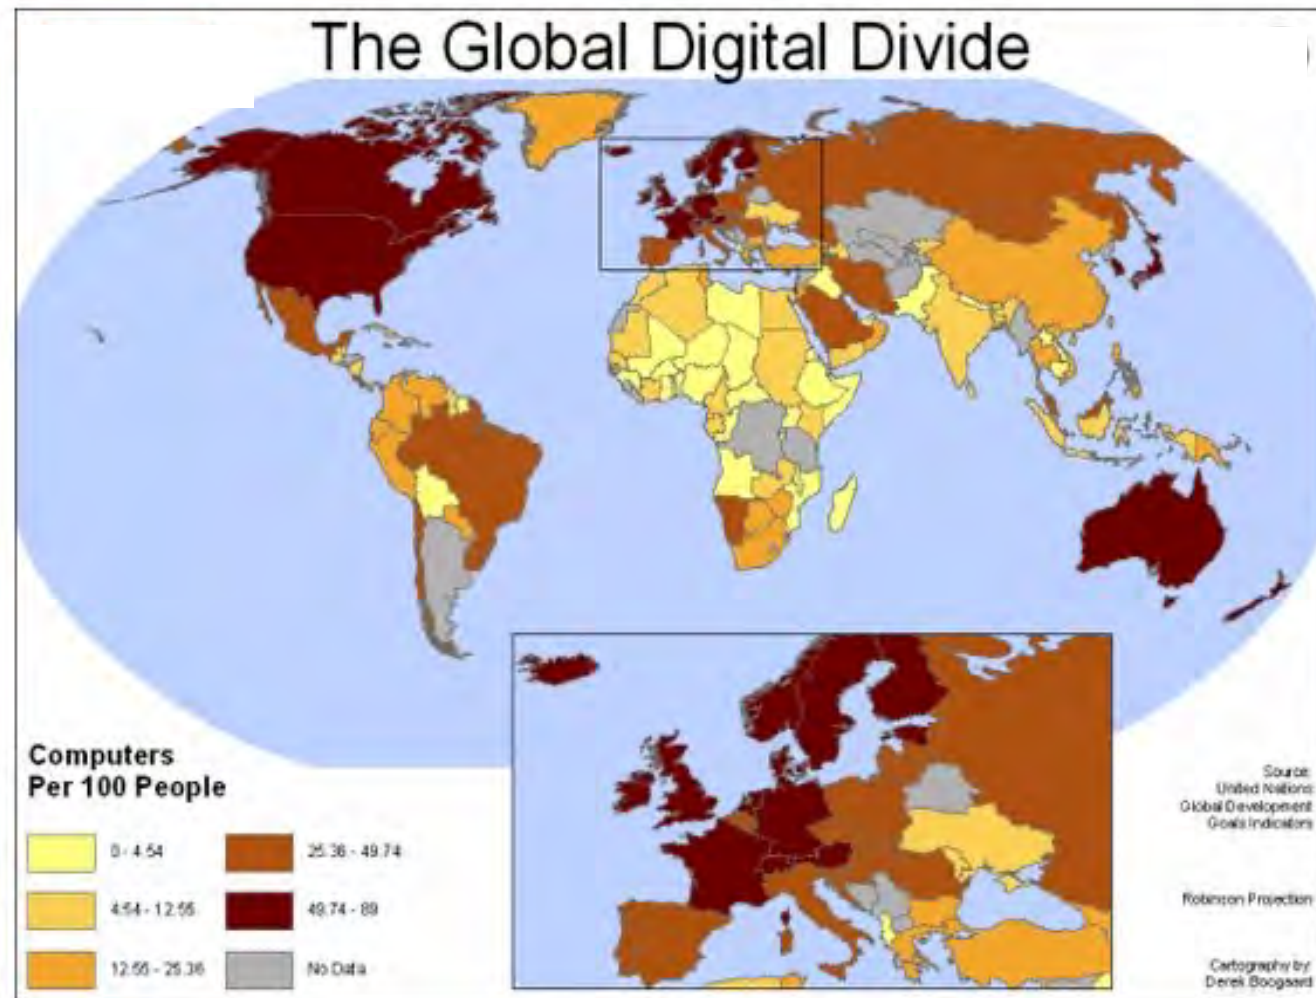 The Global Digital Divide
Computers
Per 100 People
0 - 4.54
4.54 - 12.55
12.55 - 25.36
25.36 - 49.74
49.74 - 89
No Data
Source:
United Nations
Global Development
Goals Indicators
Robinson Projection
Cartography by:
Derek Boogaard